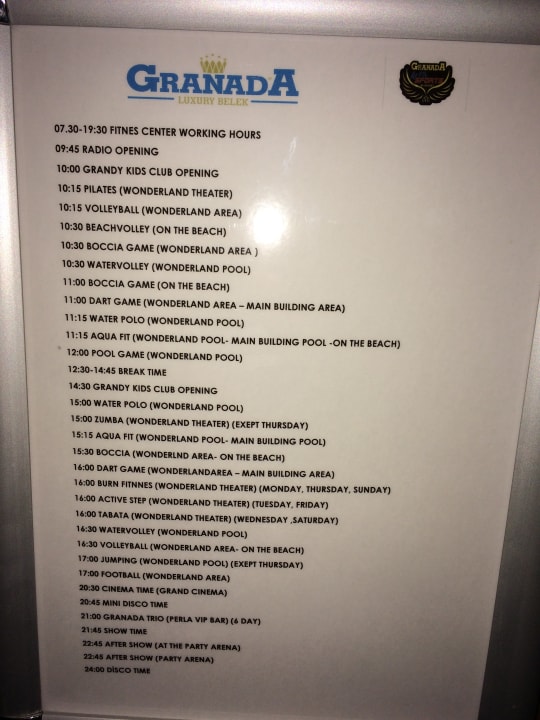 GRANADA
LUXURY BELEK
GRANADA
SPORTS
07.30-19:30 FITNES CENTER WORKING HOURS
09:45 RADIO OPENING
10:00 GRANDY KIDS CLUB OPENING
10:15 PILATES (WONDERLAND THEATER)
10:15 VOLLEYBALL (WONDERLAND AREA)
10:30 BEACHVOLLEY (ON THE BEACH)
10:30 BOCCIA GAME (WONDERLAND AREA )
10:30 WATERVOLLEY (WONDERLAND POOL)
11:00 BOCCIA GAME (ON THE BEACH)
11:00 DART GAME (WONDERLAND AREA – MAIN BUILDING AREA)
11:15 WATER POLO (WONDERLAND POOL)
11:15 AQUA FIT (WONDERLAND POOL- MAIN BUILDING POOL -ON THE BEACH)
12:00 POOL GAME (WONDERLAND POOL)
12:30-14:45 BREAK TIME
14:30 GRANDY KIDS CLUB OPENING
15:00 WATER POLO (WONDERLAND POOL)
15:00 ZUMBA (WONDERLAND THEATER) (EXEPT THURSDAY)
15:15 AQUA FIT (WONDERLAND POOL- MAIN BUILDING POOL)
15:30 BOCCIA (WONDERLND AREA- ON THE BEACH)
16:00 DART GAME (WONDERLANDAREA – MAIN BUILDING AREA)
16:00 BURN FITNNES (WONDERLAND THEATER) (MONDAY, THURSDAY, SUNDAY)
16:00 ACTIVE STEP (WONDERLAND THEATER) (TUESDAY, FRIDAY)
16:00 TABATA (WONDERLAND THEATER) (WEDNESDAY ,SATURDAY)
16:30 WATERVOLLEY (WONDERLAND POOL)
16:30 VOLLEYBALL (WONDERLAND AREA- ON THE BEACH)
17:00 JUMPING (WONDERLAND POOL) (EXEPT THURSDAY)
17:00 FOOTBALL (WONDERLAND AREA)
20:30 CINEMA TIME (GRAND CINEMA)
20:45 MINI DISCO TIME
21:00 GRANADA TRIO (PERLA VIP BAR) (6 DAY)
21:45 SHOW TIME
22:45 AFTER SHOW (AT THE PARTY ARENA)
22:45 AFTER SHOW (PARTY ARENA)
24:00 DİSCO TIME